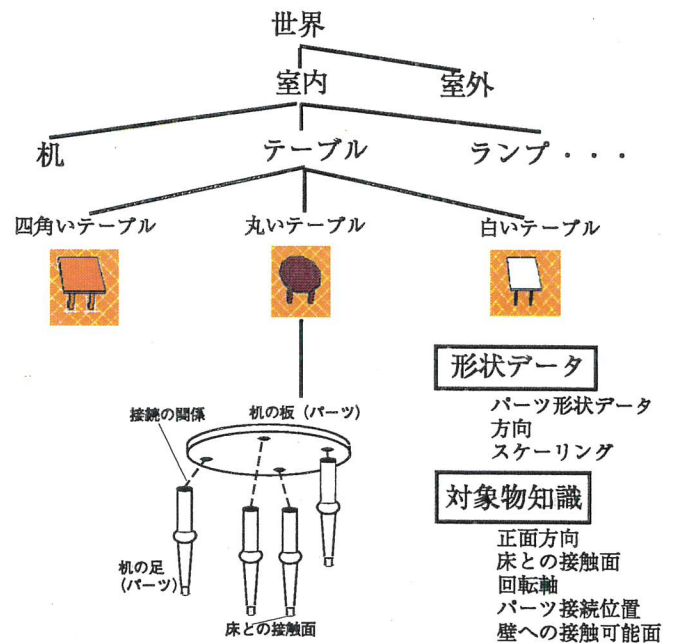 世界
室内
室外
机
テーブル
ランプ・・・
四角いテーブル
丸いテーブル
白いテーブル
形状データ
パーツ形状データ
方向
スケーリング
接続の関係
机の板(パーツ)
対象物知識
正面方向
床との接触面
回転軸
パーツ接続位置
壁への接触可能面
机の足
(パーツ)
床との接触面